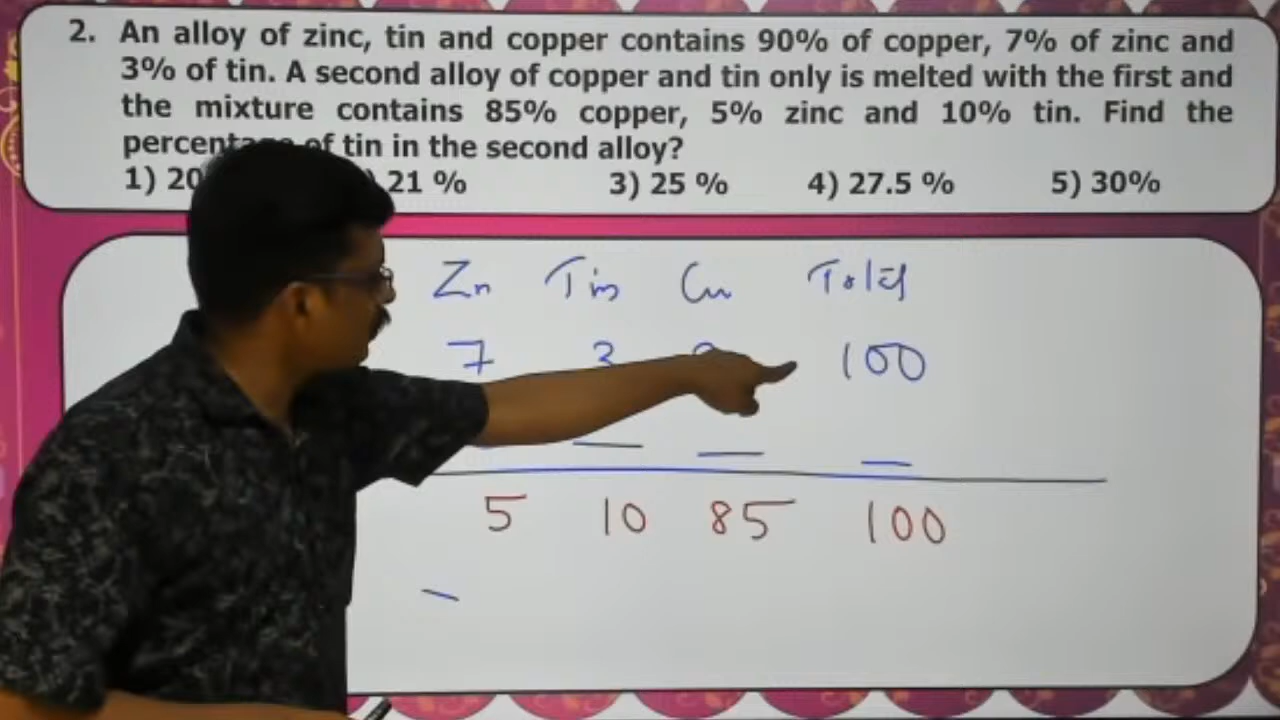 2. An alloy of zinc, tin and copper contains 90% of copper, 7% of zinc and
3% of tin. A second alloy of copper and tin only is melted with the first and
the mixture contains 85% copper, 5% zinc and 10% tin. Find the
of tin in the second alloy?
1) 20 21 % 3) 25 % 4) 27.5 % 5) 30%
Zn Tin Cu Total
7 3 100
5 10 85 100